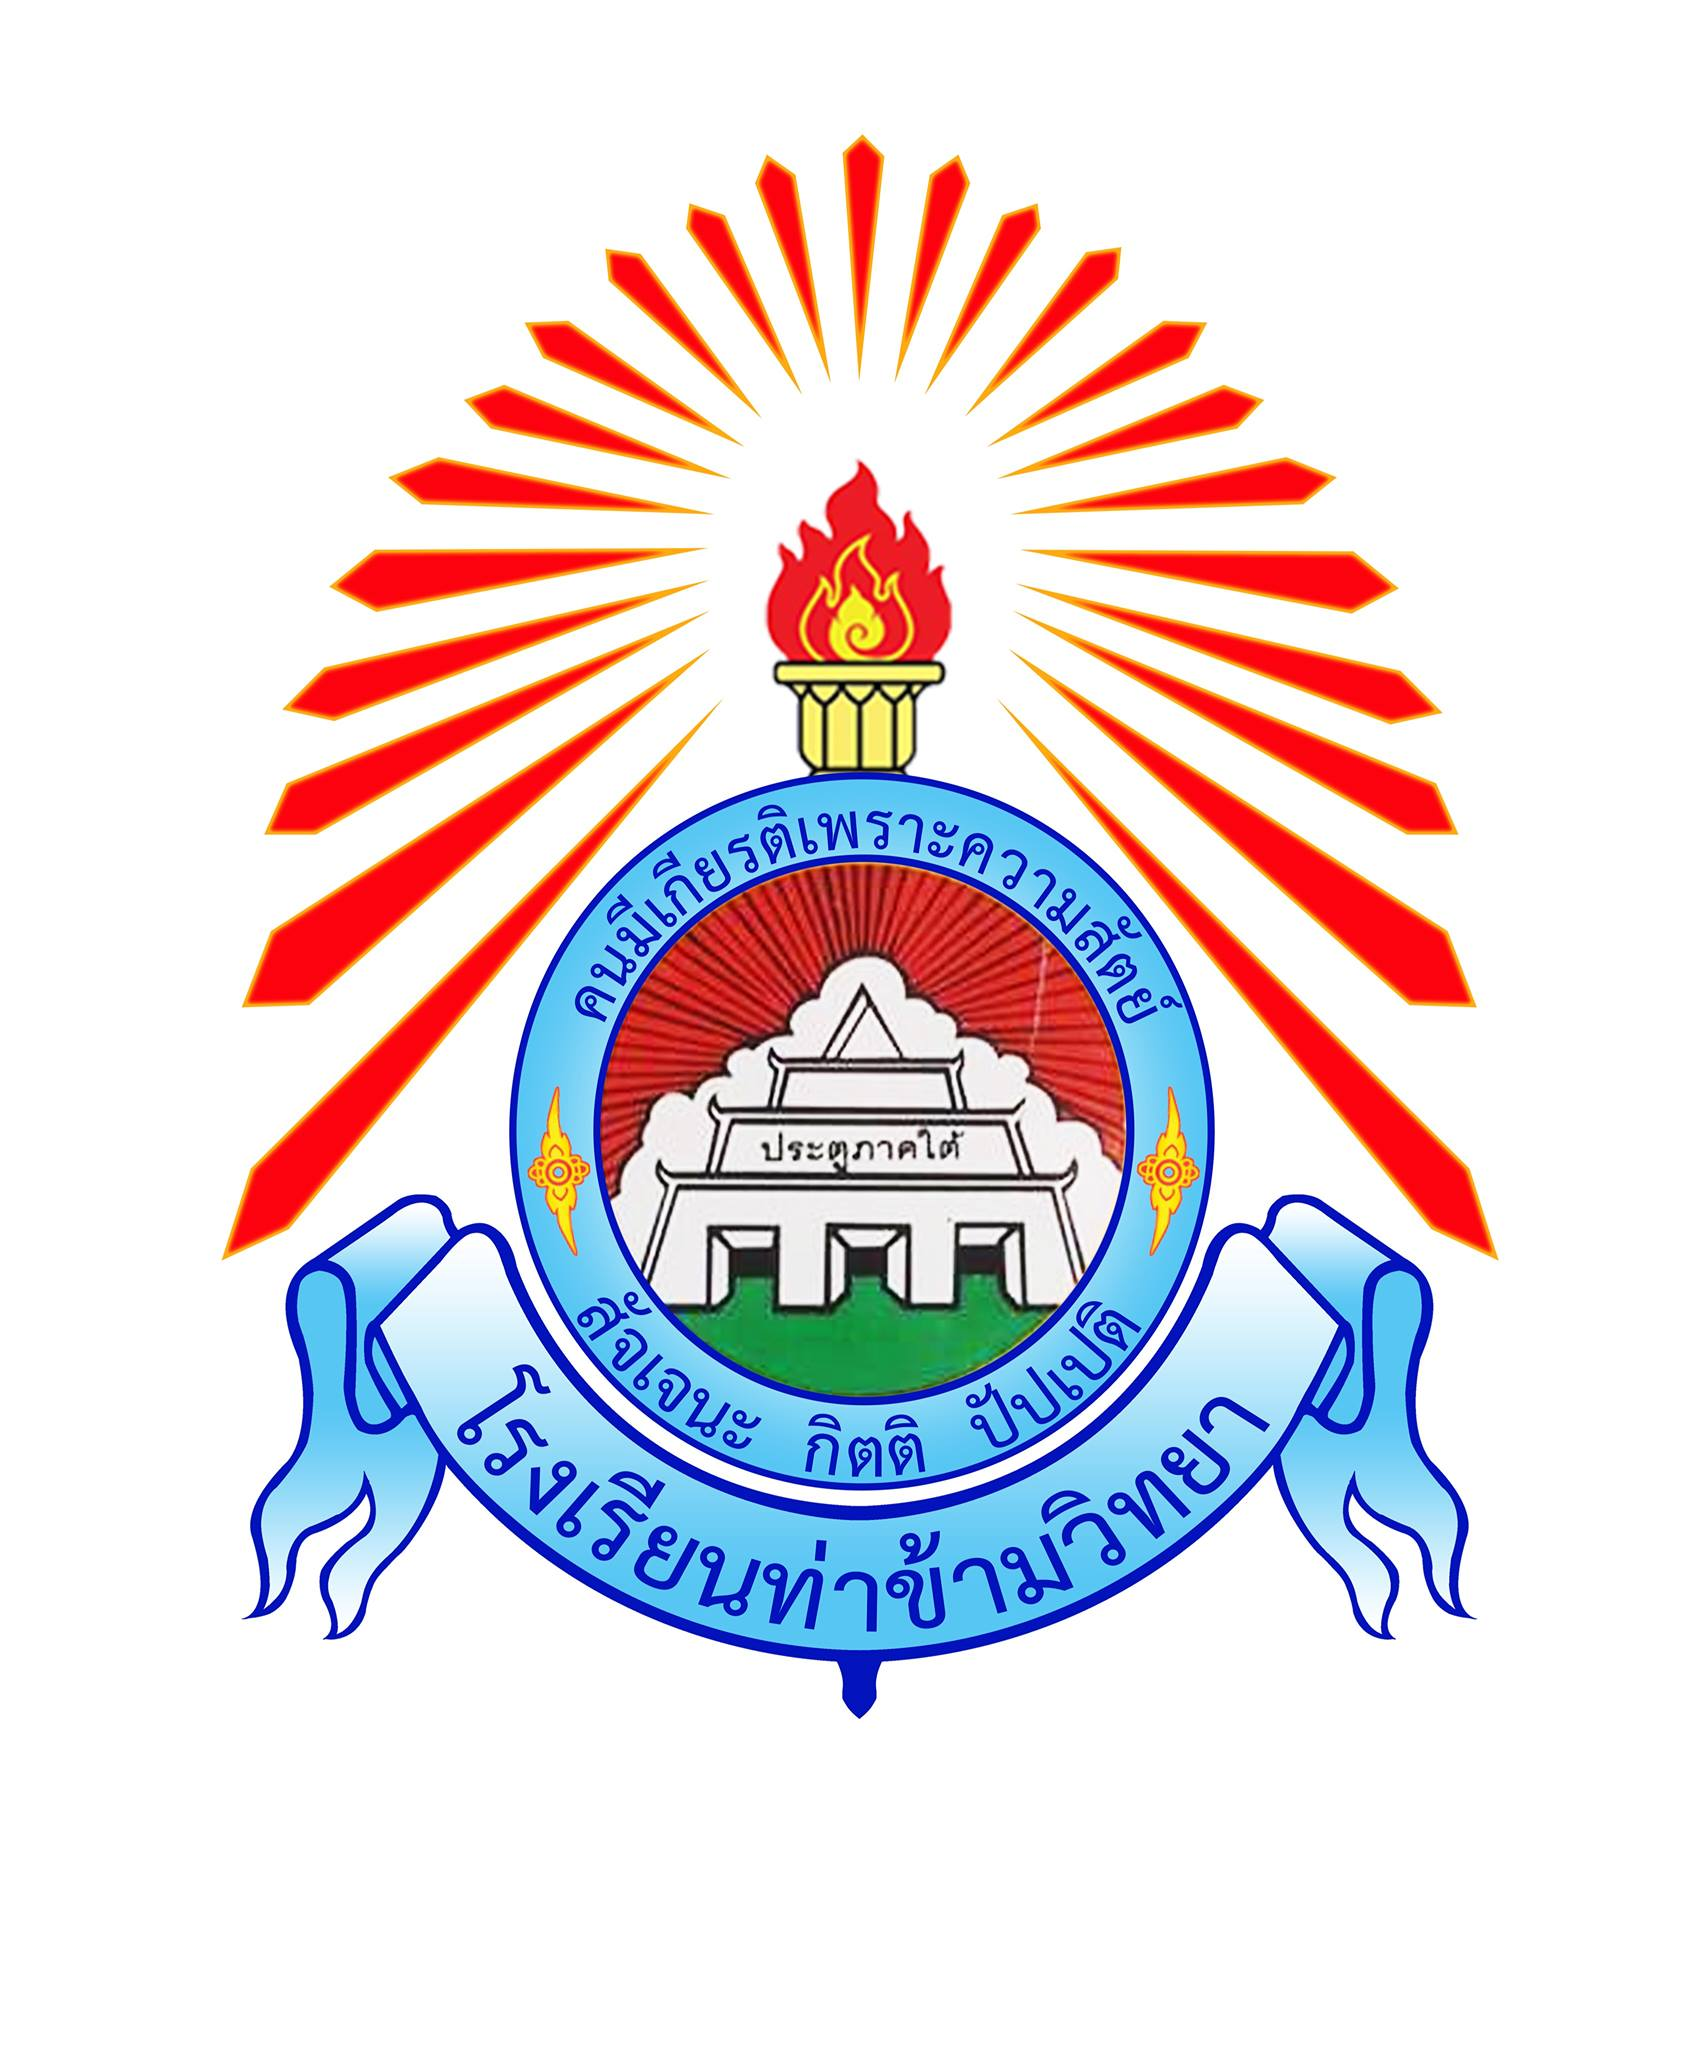 คนมีเกียรติเพราะความสัตย์
ประตูภาคใต้
สัจเจนะ กิตติ ปัปเปติ
โรงเรียนท่าข้ามวิทยา